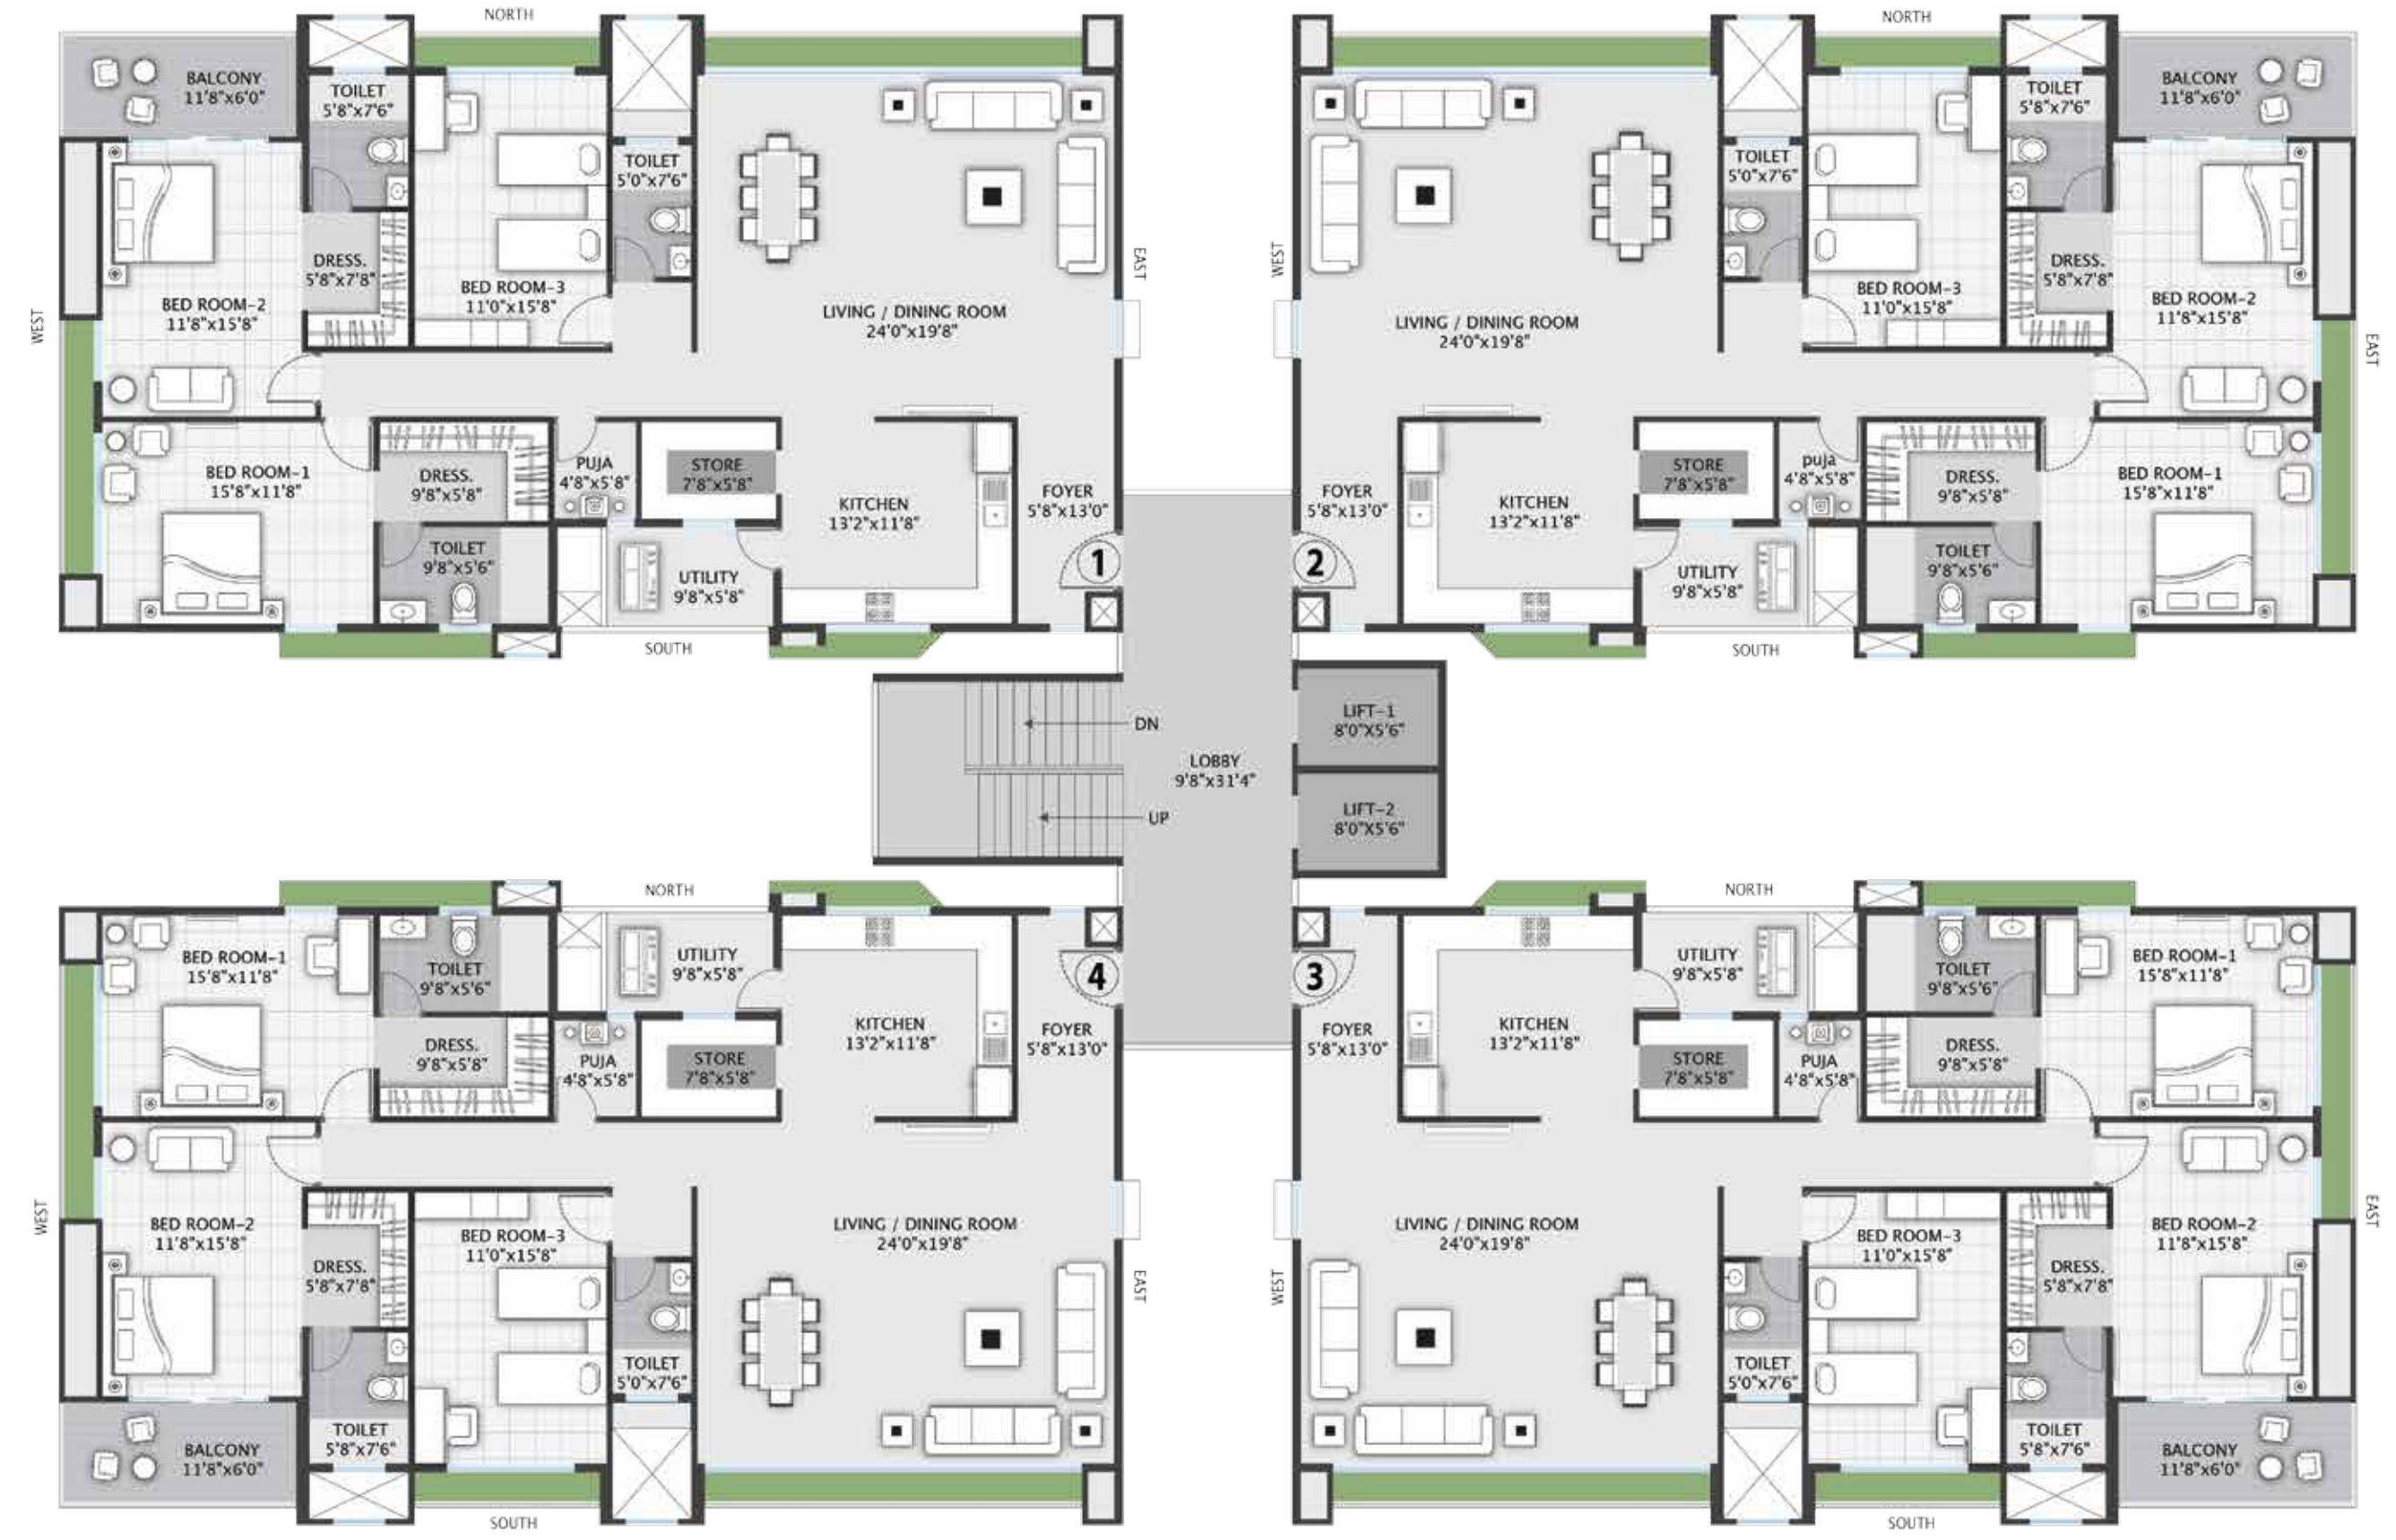 NORTH
BALCONY
11'8"x6'0"
TOILET
5'8"x7'6"
TOILET
5'0"x7'6"
BED ROOM-2
11'8"x15'8"
DRESS.
5'8"x7'8"
BED ROOM-3
11'0"x15'8"
LIVING / DINING ROOM
24'0"x19'8"
WEST
EAST
BED ROOM-1
15'8"x11'8"
DRESS.
9'8"x5'8"
PUJA
4'8"x5'8"
STORE
7'8"x5'8"
KITCHEN
13'2"x11'8"
FOYER
5'8"x13'0"
TOILET
9'8"x5'6"
UTILITY
9'8"x5'8"
1
SOUTH
NORTH
TOILET
5'8"x7'6"
BALCONY
11'8"x6'0"
TOILET
5'0"x7'6"
WEST
LIVING / DINING ROOM
24'0"x19'8"
BED ROOM-3
11'0"x15'8"
DRESS.
5'8"x7'8"
BED ROOM-2
11'8"x15'8"
EAST
FOYER
5'8"x13'0"
KITCHEN
13'2"x11'8"
STORE
7'8"x5'8"
puja
4'8"x5'8"
DRESS.
9'8"x5'8"
BED ROOM-1
15'8"x11'8"
2
UTILITY
9'8"x5'8"
TOILET
9'8"x5'6"
SOUTH
DN
UP
LOBBY
9'8"x31'4"
LIFT-1
8'0"X5'6"
LIFT-2
8'0"X5'6"
NORTH
BED ROOM-1
15'8"x11'8"
TOILET
9'8"x5'6"
UTILITY
9'8"x5'8"
4
DRESS.
9'8"x5'8"
PUJA
4'8"x5'8"
STORE
7'8"x5'8"
KITCHEN
13'2"x11'8"
FOYER
5'8"x13'0"
WEST
BED ROOM-2
11'8"x15'8"
DRESS.
5'8"x7'8"
BED ROOM-3
11'0"x15'8"
LIVING / DINING ROOM
24'0"x19'8"
EAST
TOILET
5'0"x7'6"
TOILET
5'8"x7'6"
BALCONY
11'8"x6'0"
SOUTH
NORTH
3
UTILITY
9'8"x5'8"
TOILET
9'8"x5'6"
BED ROOM-1
15'8"x11'8"
FOYER
5'8"x13'0"
KITCHEN
13'2"x11'8"
STORE
7'8"x5'8"
PUJA
4'8"x5'8"
DRESS.
9'8"x5'8"
WEST
LIVING / DINING ROOM
24'0"x19'8"
BED ROOM-3
11'0"x15'8"
DRESS.
5'8"x7'8"
BED ROOM-2
11'8"x15'8"
EAST
TOILET
5'0"x7'6"
TOILET
5'8"x7'6"
BALCONY
11'8"x6'0"
SOUTH